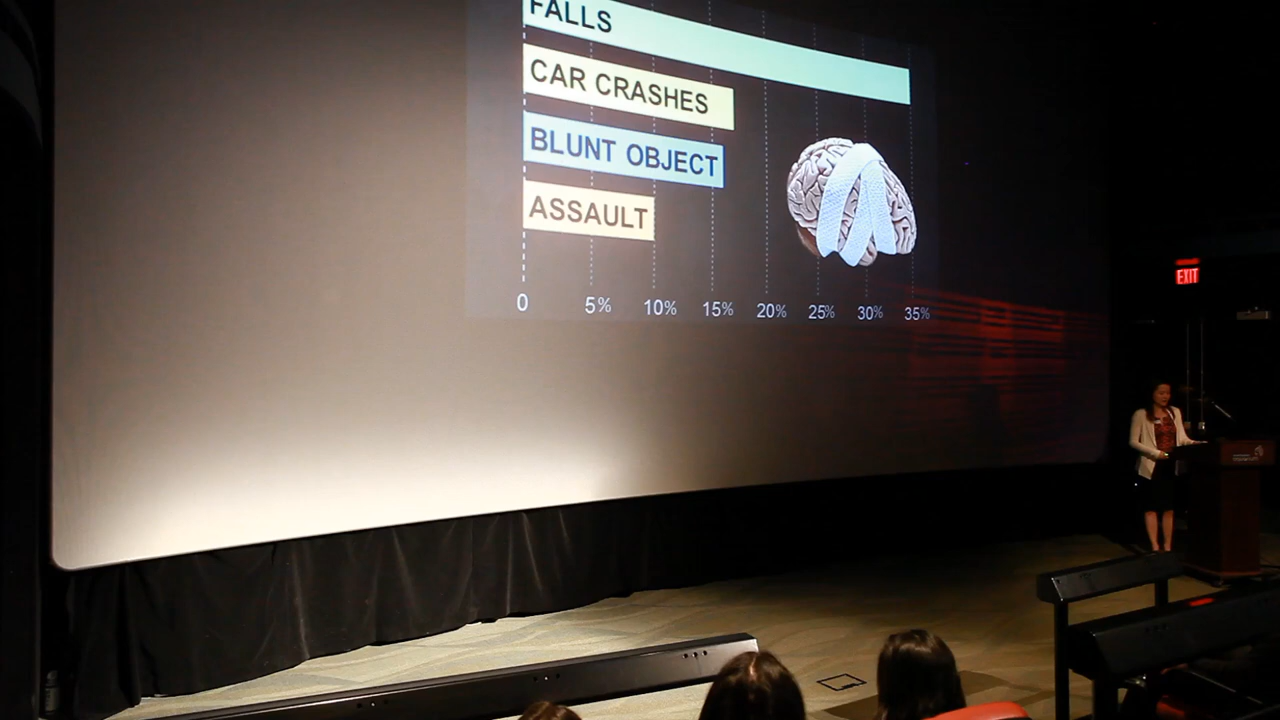 FALLS
CAR CRASHES
BLUNT OBJECT
ASSAULT
0 5% 10% 15% 20% 25% 30% 35%
EXIT